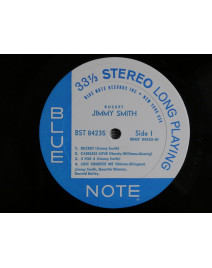 33⅓ STEREO LONG PLAYING
BLUE NOTE RECORDS INC • NEW YORK USA
BUCKET
JIMMY SMITH
BST 84235
Side 1
BLUE
1. BUCKET (Jimmy Smith)
2. CARELESS LOVE (Handy-Williams-Koenig)
3. 3 FOR 4 (Jimmy Smith)
4. JUST SQUEEZE ME
Jimmy Smith, Quentin Warren,
Donald Bailey
NOTE